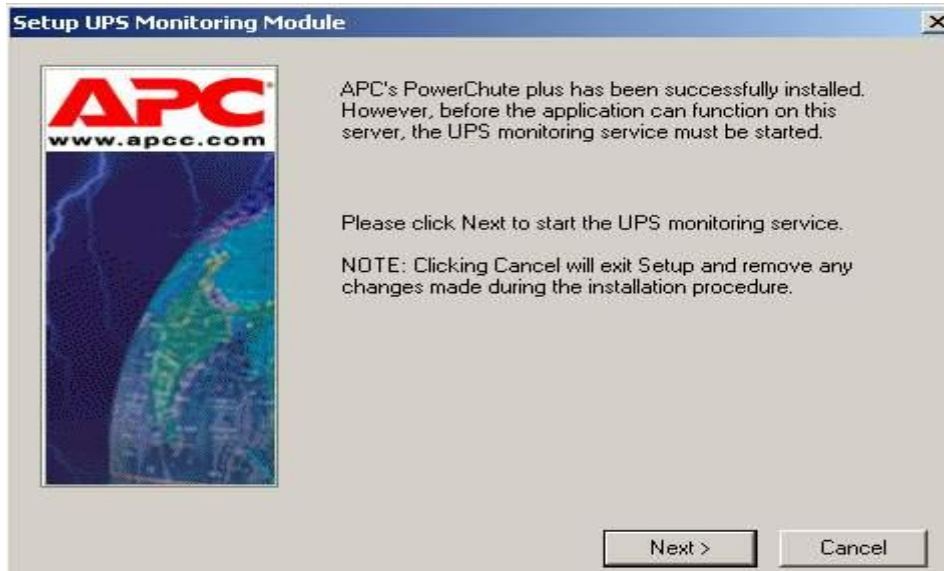 Setup UPS Monitoring Module
APC
www.apcc.com
APC's PowerChute plus has been successfully installed.
However, before the application can function on this
server, the UPS monitoring service must be started.
Please click Next to start the UPS monitoring service.
NOTE: Clicking Cancel will exit Setup and remove any
changes made during the installation procedure.
Next >
Cancel